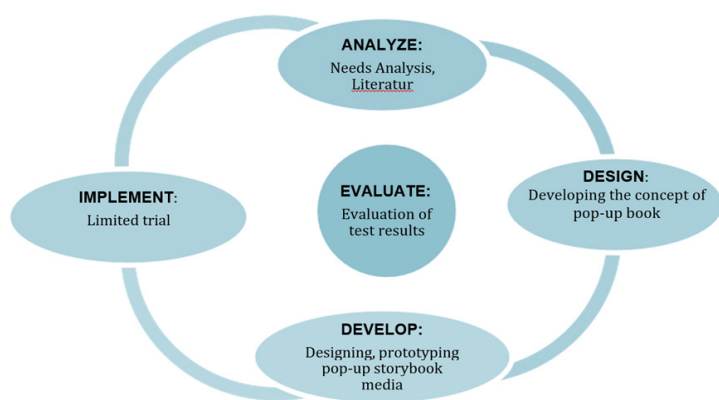 ANALYZE:
Needs Analysis,
Literatur
DESIGN:
Developing the concept of
pop-up book
EVALUATE:
Evaluation of
test results
IMPLEMENT:
Limited trial
DEVELOP:
Designing, prototyping
pop-up storybook
media